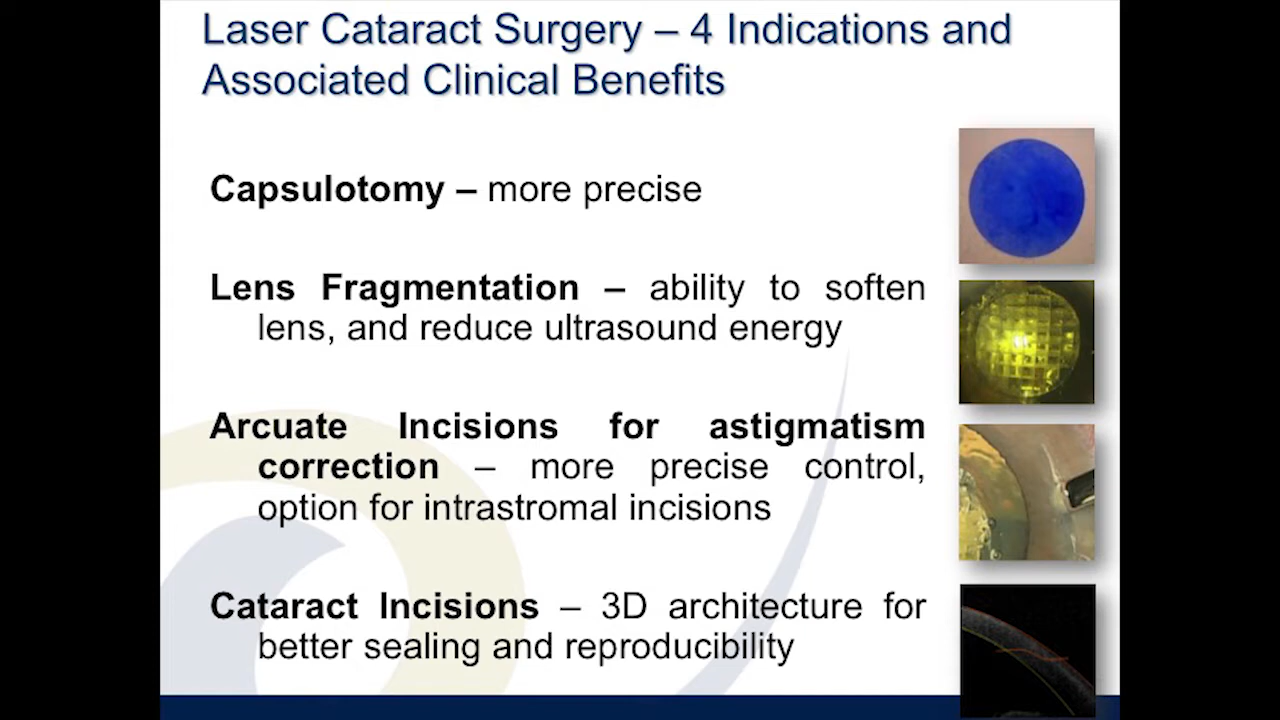 Laser Cataract Surgery – 4 Indications and
Associated Clinical Benefits
Capsulotomy – more precise
Lens Fragmentation – ability to soften
lens, and reduce ultrasound energy
Arcuate Incisions for astigmatism
correction – more precise control,
option for intrastromal incisions
Cataract Incisions – 3D architecture for
better sealing and reproducibility